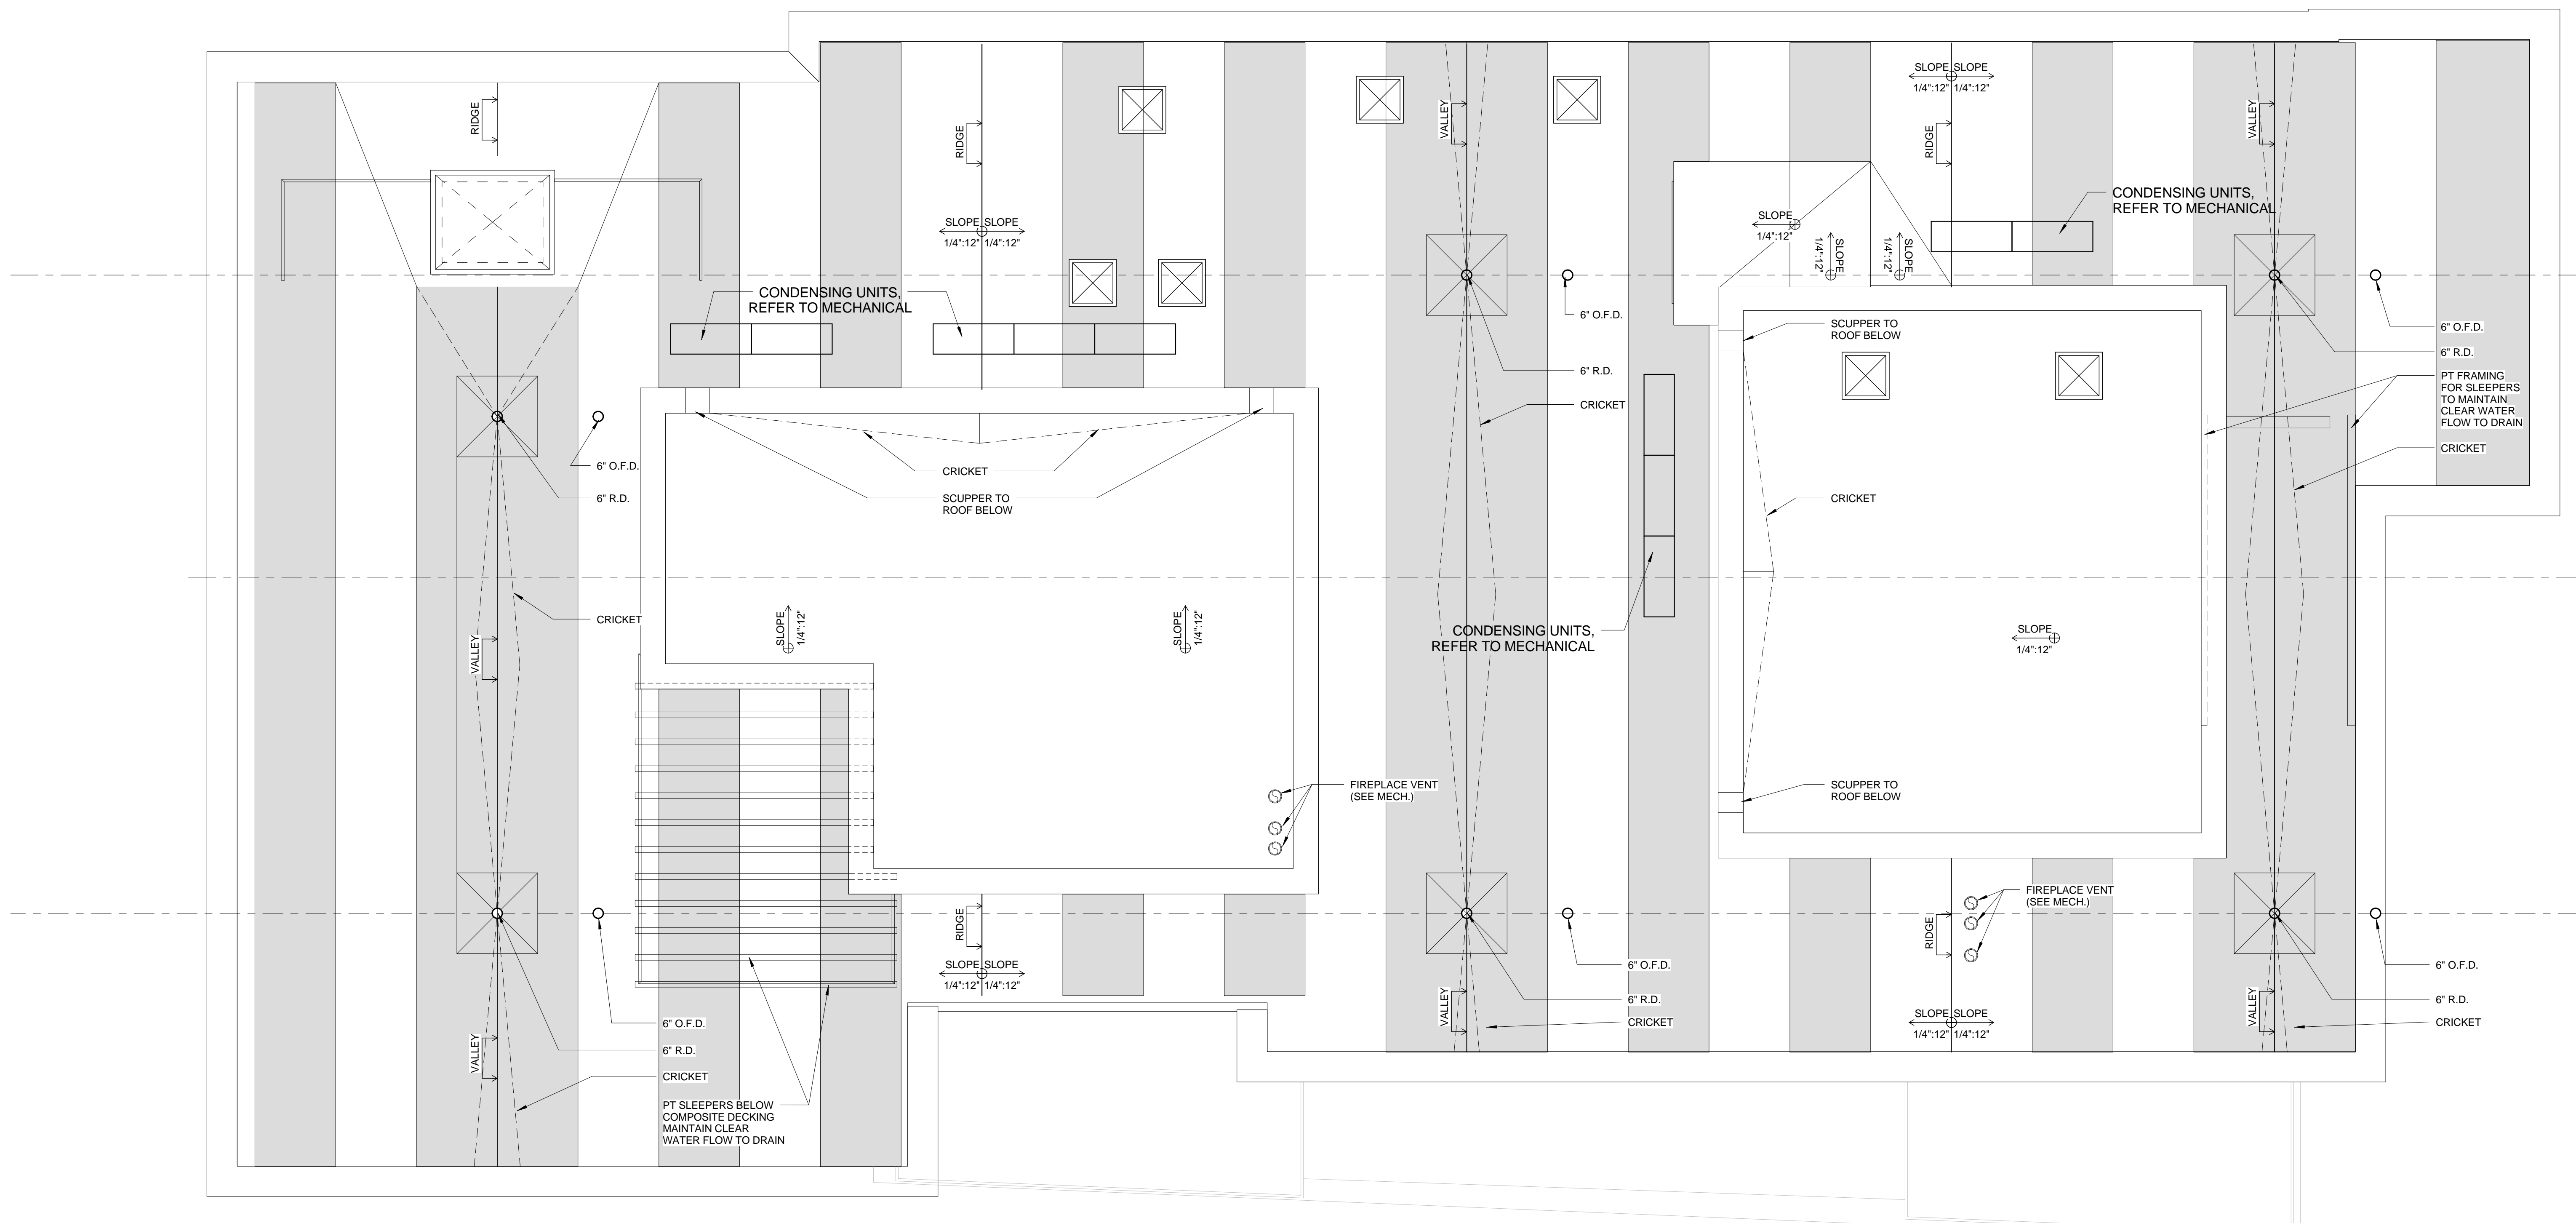 RIDGE
RIDGE
SLOPE SLOPE
1/4":12" 1/4":12"
CONDENSING UNITS,
REFER TO MECHANICAL
VALLEY
SLOPE SLOPE
1/4":12" 1/4":12"
RIDGE
VALLEY
CONDENSING UNITS,
REFER TO MECHANICAL
SLOPE
1/4":12"
SLOPE
1/4":12"
SLOPE
1/4":12"
6" O.F.D.
6" R.D.
CRICKET
SCUPPER TO
ROOF BELOW
6" O.F.D.
6" R.D.
PT FRAMING
FOR SLEEPERS
TO MAINTAIN
CLEAR WATER
FLOW TO DRAIN
CRICKET
6" O.F.D.
6" R.D.
CRICKET
SCUPPER TO
ROOF BELOW
CRICKET
CRICKET
VALLEY
SLOPE
1/4":12"
SLOPE
1/4":12"
CONDENSING UNITS,
REFER TO MECHANICAL
SLOPE
1/4":12"
FIREPLACE VENT
(SEE MECH.)
SCUPPER TO
ROOF BELOW
FIREPLACE VENT
(SEE MECH.)
RIDGE
SLOPE SLOPE
1/4":12" 1/4":12"
RIDGE
SLOPE SLOPE
1/4":12" 1/4":12"
VALLEY
6" O.F.D.
6" R.D.
CRICKET
VALLEY
6" O.F.D.
6" R.D.
CRICKET
VALLEY
6" O.F.D.
6" R.D.
CRICKET
PT SLEEPERS BELOW
COMPOSITE DECKING
MAINTAIN CLEAR
WATER FLOW TO DRAIN